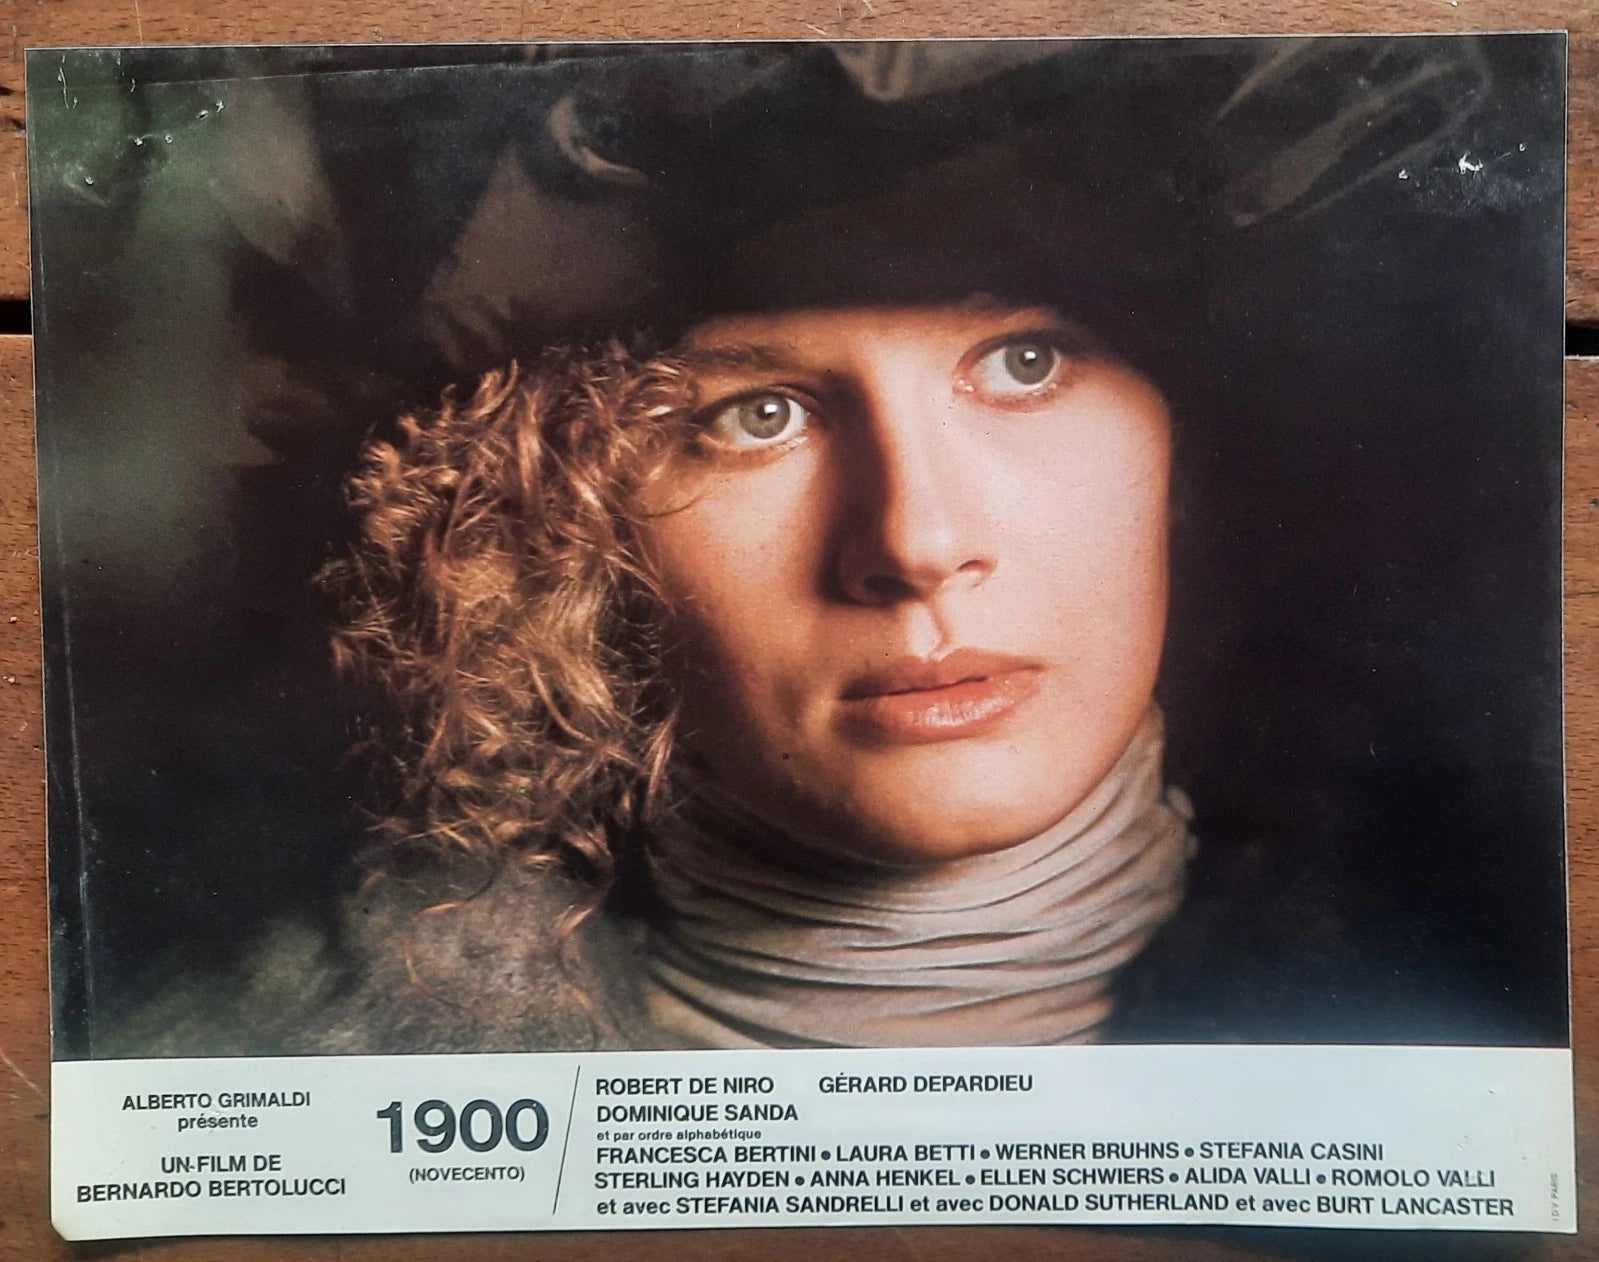 ALBERTO GRIMALDI
présente
UN FILM DE
BERNARDO BERTOLUCCI
1900
(NOVECENTO)
ROBERT DE NIRO GÉRARD DEPARDIEU
DOMINIQUE SANDA
et par ordre alphabétique
FRANCESCA BERTINI • LAURA BETTI • WERNER BRUHNS • STEFANIA CASINI
STERLING HAYDEN • ANNA HENKEL • ELLEN SCHWIERS • ALIDA VALLI • ROMOLO VALLI
et avec STEFANIA SANDRELLI et avec DONALD SUTHERLAND et avec BURT LANCASTER
PARIS